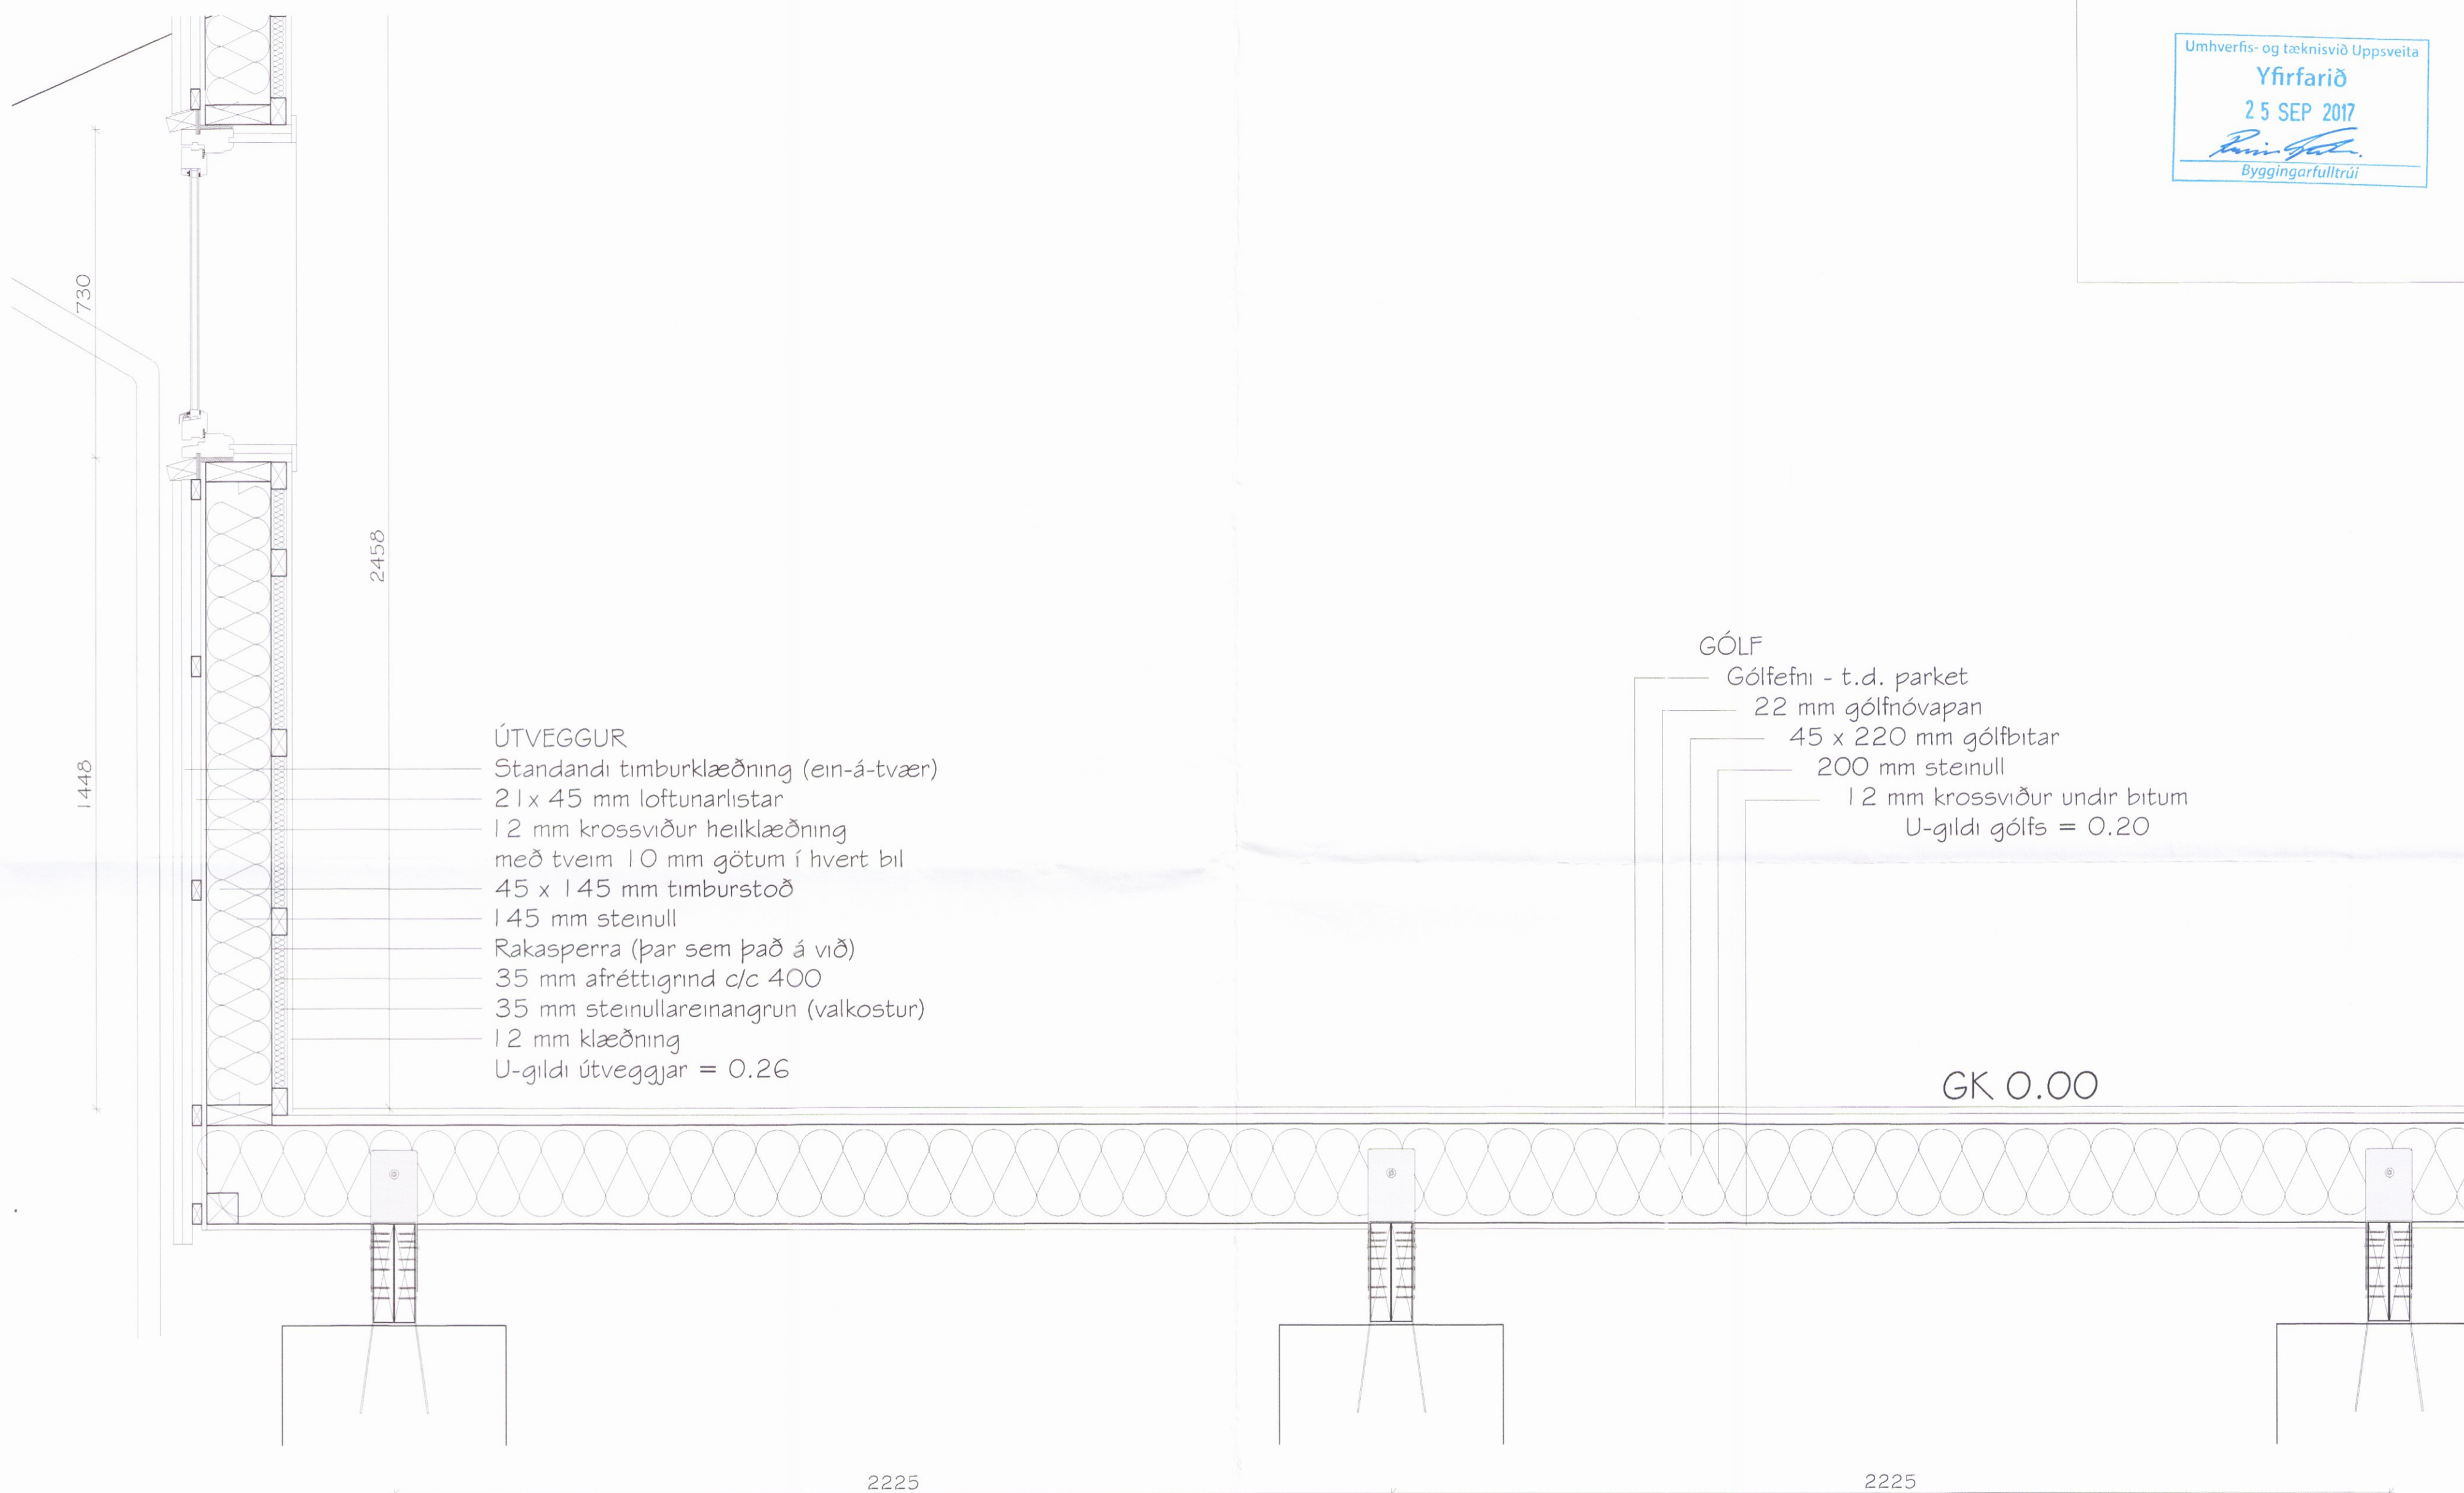 Umhverfis- og tæknisvið Uppsveita
Yfirfarið
25 SEP 2017
Byggingarfulltrúi
730
2458
1448
ÚTVEGGUR
Standandi timburklæðning (ein-á-tvær)
21x 45 mm loftunarlistar
12 mm krossviður heilklæðning
með tveim 10 mm götum í hvert bil
45 x 145 mm timburstoð
145 mm steinull
Rakasperra (þar sem það á við)
35 mm afréttigrind c/c 400
35 mm steinullareinangrun (valkostur)
12 mm klæðning
U-gildi útveggjar = 0.26
GÓLF
Gólfefni - t.d. parket
22 mm gólfnóvapan
45 x 220 mm gólfbitar
200 mm steinull
12 mm krossviður undir bitum
U-gildi gólfs = 0.20
GK 0.00
2225
2225